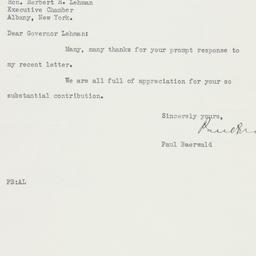 Hon. Herbert H. Lehman
Executive Chamber
Albany, New York.
Dear Governor Lehman:
Many, many thanks for your prompt response to
my recent letter.
We are all full of appreciation for your so
substantial contribution.
Sincerely yours,
Paul Baerwald
PB:AL